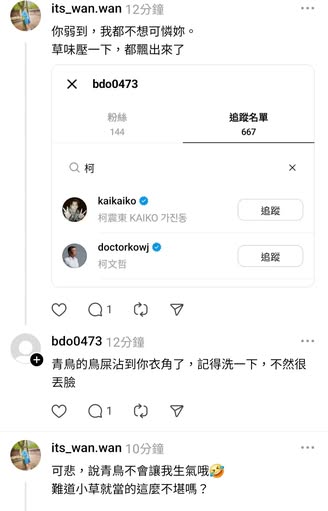 its_wan.wan 12分鐘
你弱到，我都不想可憐妳。
草味壓一下，都飄出來了
bdo0473
粉絲 追蹤名單
144 667
柯
kaikaiko
柯震東 KAIKO 가진동
追蹤
doctorkowj
柯文哲
追蹤
1
bdo0473 12分鐘
青鳥的鳥屎沾到你衣角了，記得洗一下，不然很
丟臉
1
its_wan.wan 10分鐘
可悲，說青鳥不會讓我生氣哦🤣
難道小草就當的這麼不堪嗎？